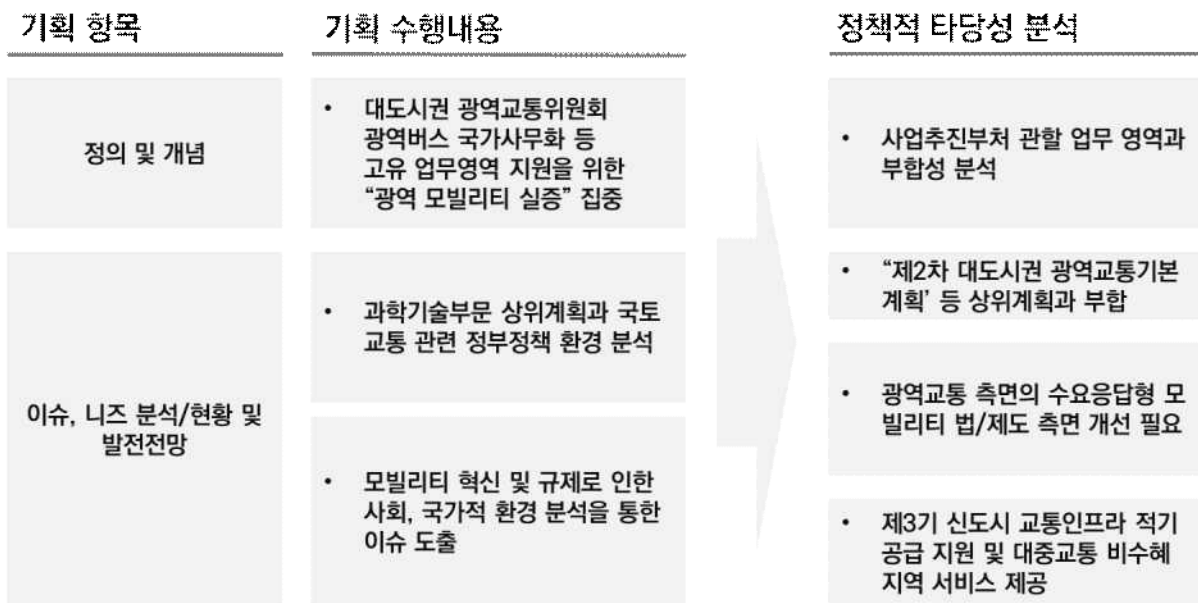 기획 항목
기획 수행내용
정책적 타당성 분석
정의 및 개념
• 대도시권 광역교통위원회
광역버스 국가사무화 등
고유 업무영역 지원을 위한
“광역 모빌리티 실증” 집중
• 사업추진부처 관할 업무 영역과
부합성 분석
이슈, 니즈 분석/현황 및
발전전망
• 과학기술부문 상위계획과 국토
교통 관련 정부정책 환경 분석
• 모빌리티 혁신 및 규제로 인한
사회, 국가적 환경 분석을 통한
이슈 도출
• “제2차 대도시권 광역교통기본
계획’ 등 상위계획과 부합
• 광역교통 측면의 수요응답형 모
빌리티 법/제도 측면 개선 필요
• 제3기 신도시 교통인프라 적기
공급 지원 및 대중교통 비수혜
지역 서비스 제공